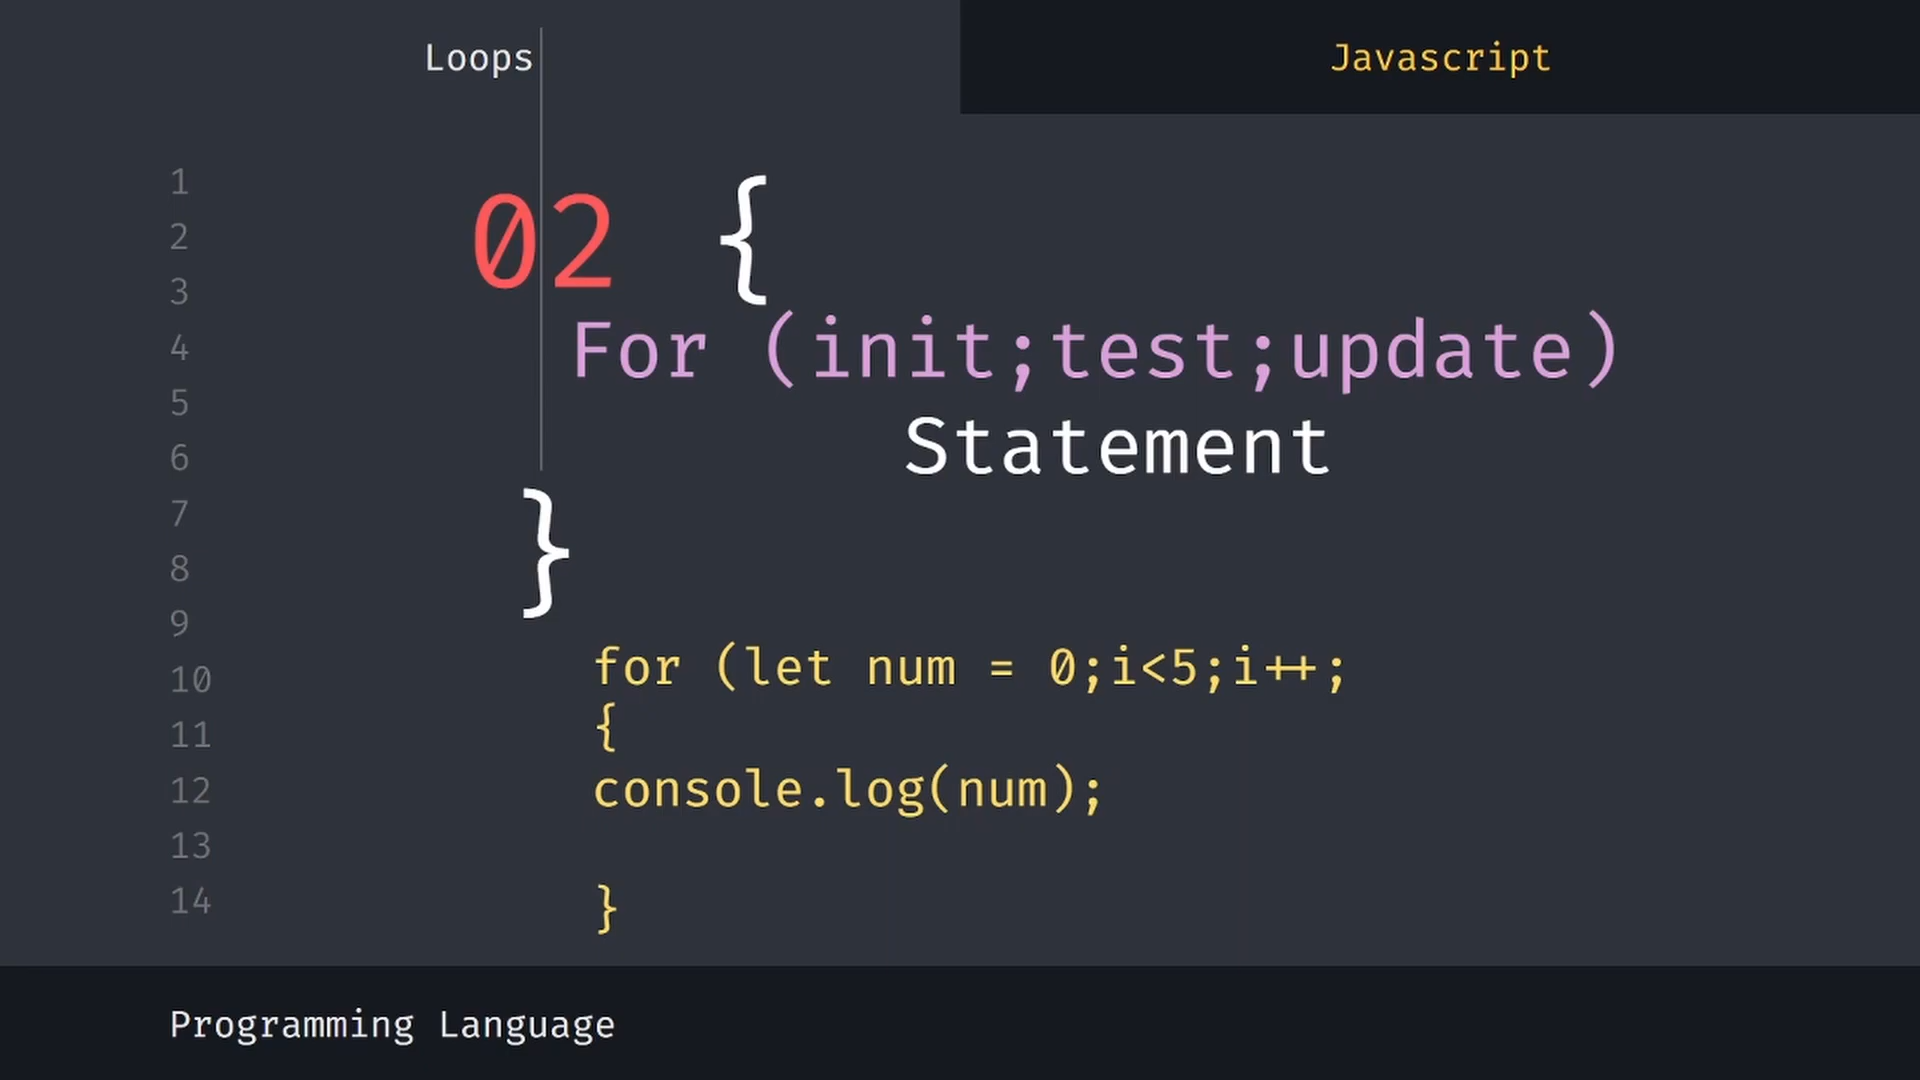 Loops
Javascript
1
2
3
4
5
6
7
8
9
10
11
12
13
14
02 {
For (init;test;update)
Statement
}
for (let num = 0;i<5;i++;
{
console.log(num);
}
Programming Language